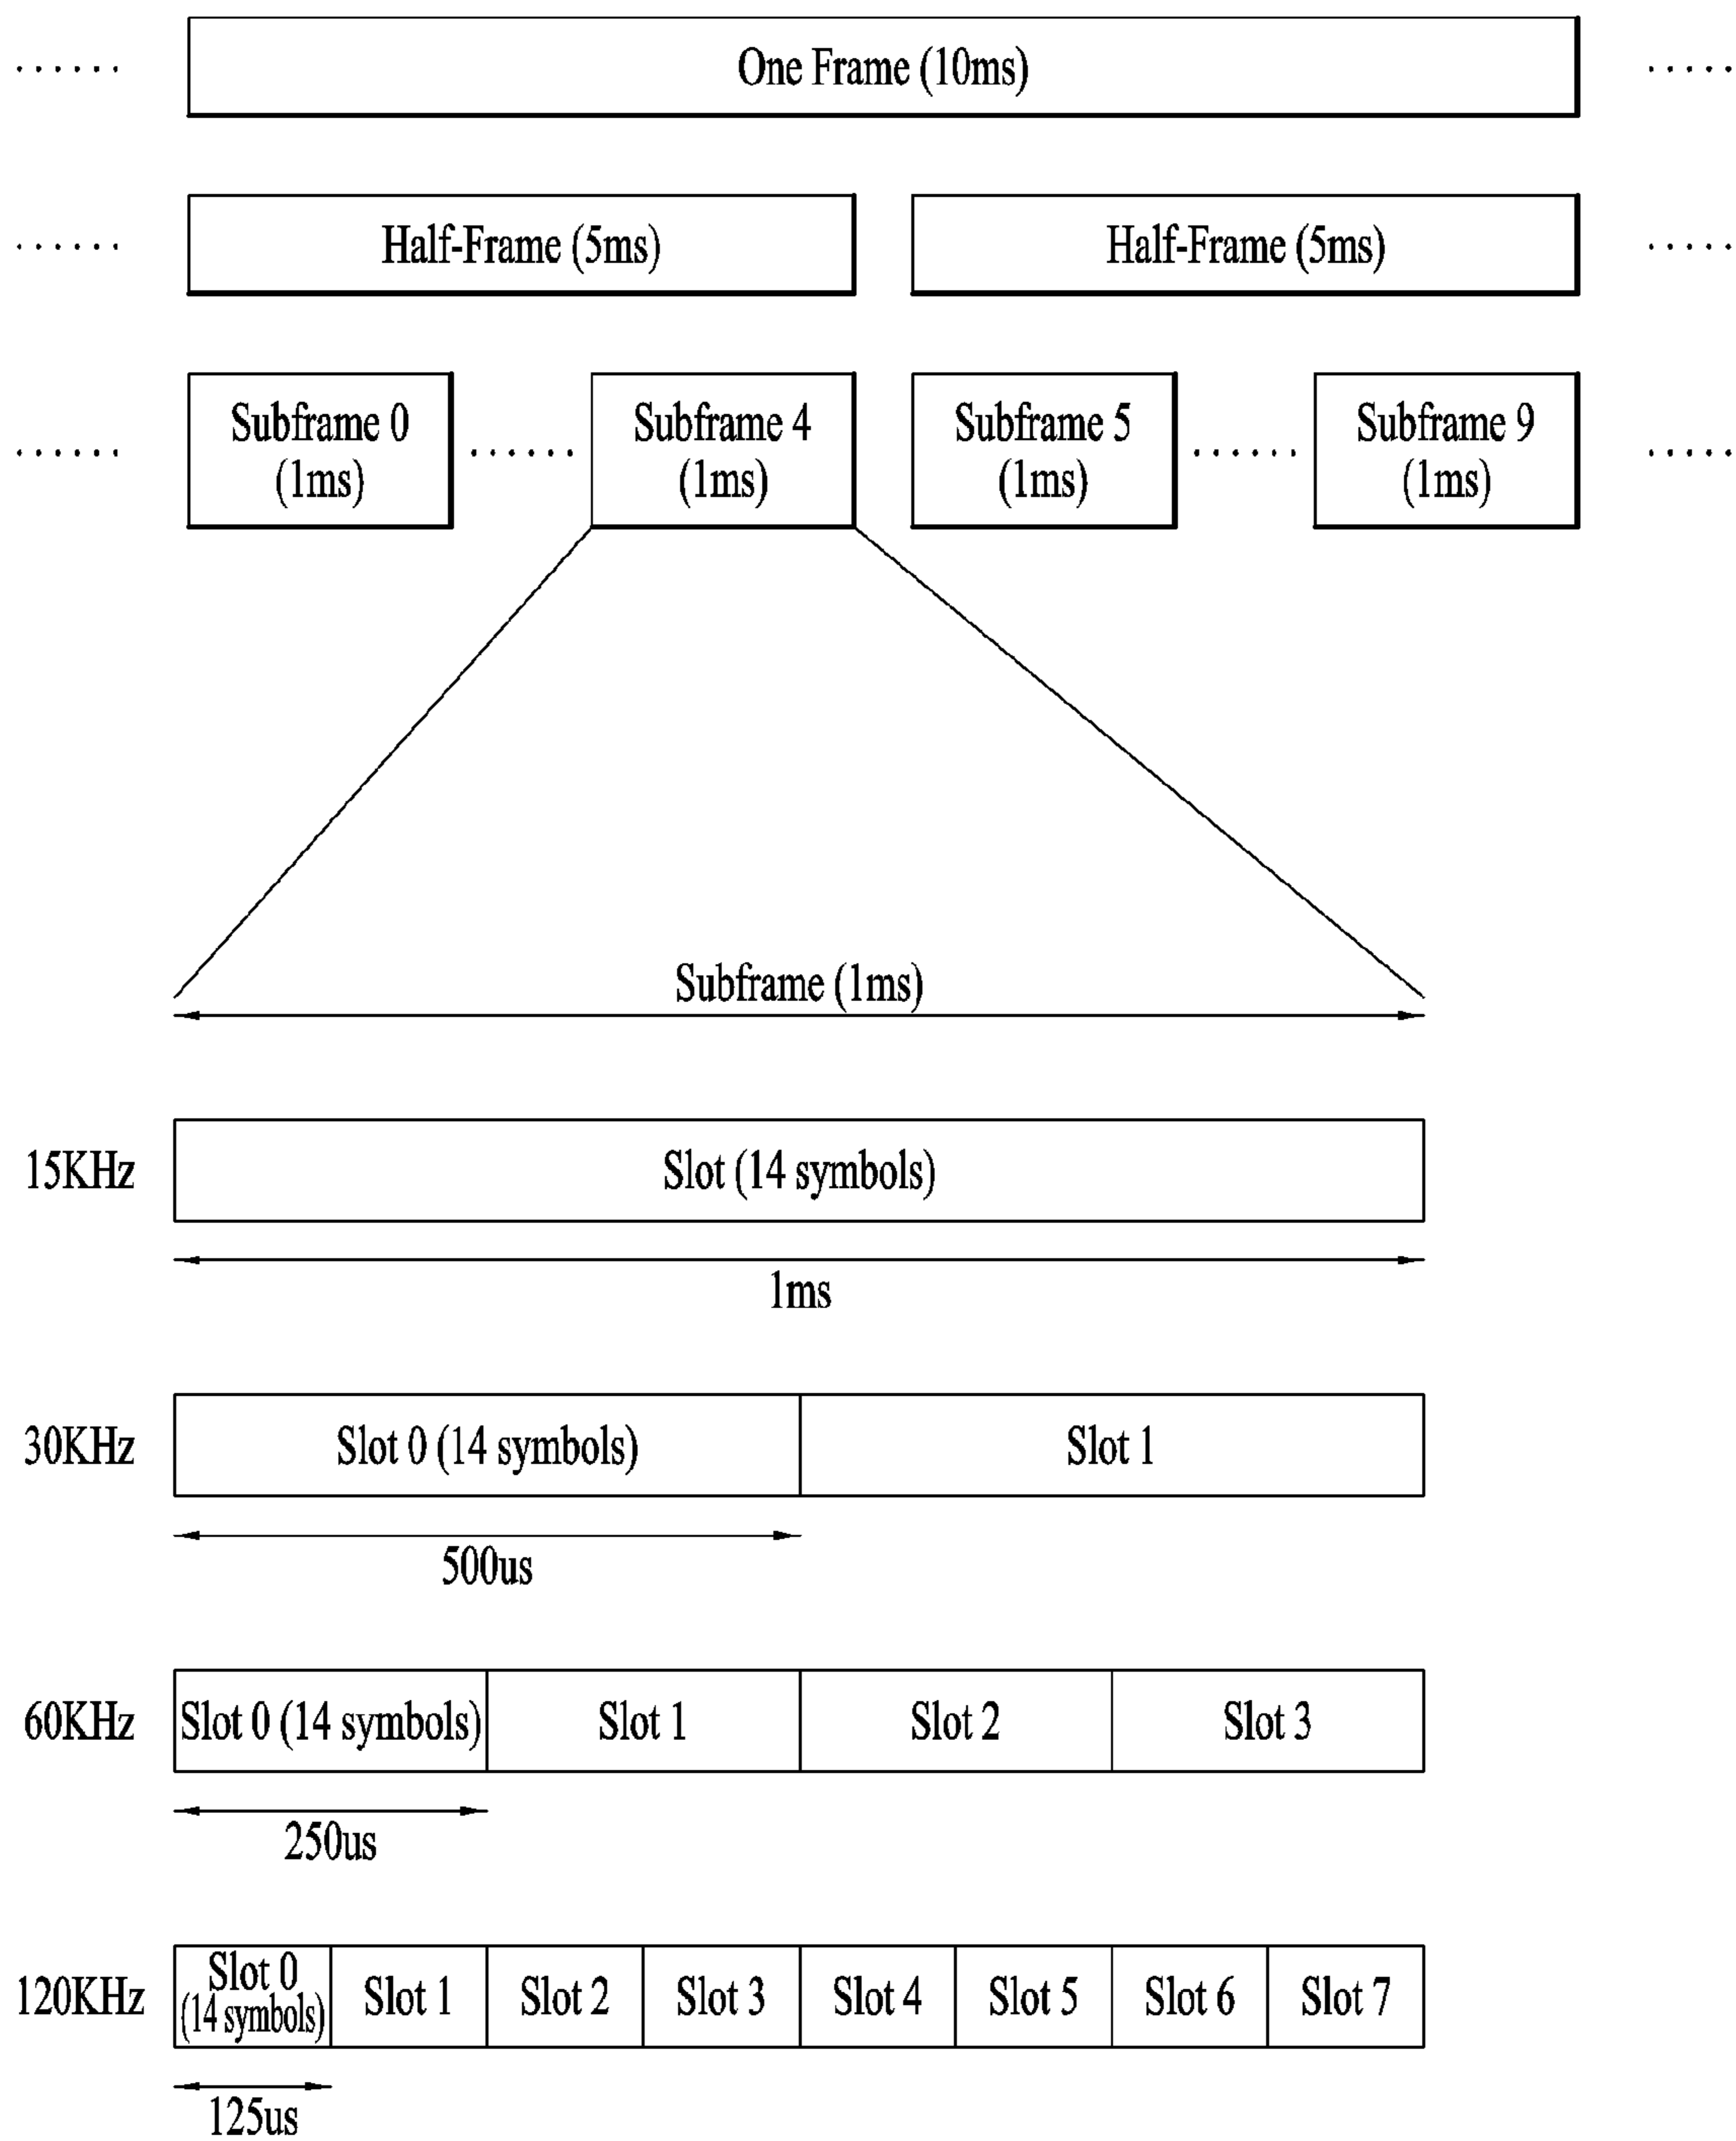 One Frame (10ms)
Half-Frame (5ms)
Half-Frame (5ms)
Subframe 0
(1ms)
Subframe 4
(1ms)
Subframe 5
(1ms)
Subframe 9
(1ms)
Subframe (1ms)
15KHz
Slot (14 symbols)
1ms
30KHz
Slot 0 (14 symbols)
Slot 1
500us
60KHz
Slot 0 (14 symbols)
Slot 1
Slot 2
Slot 3
250us
120KHz
Slot 0
(14 symbols)
Slot 1
Slot 2
Slot 3
Slot 4
Slot 5
Slot 6
Slot 7
125us